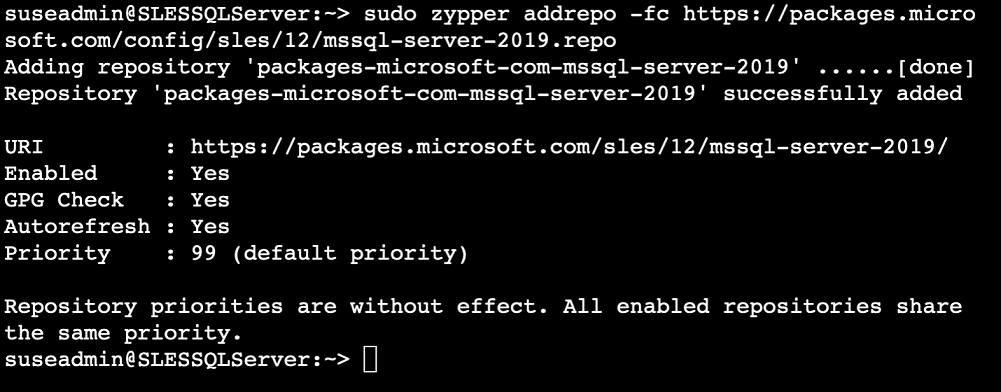 suseadmin@SLESSQLServer:~> sudo zypper addrepo -fc https://packages.micro
soft.com/config/sles/12/mssql-server-2019.repo
Adding repository 'packages-microsoft-com-mssql-server-2019' ......[done]
Repository 'packages-microsoft-com-mssql-server-2019' successfully added
URI         : https://packages.microsoft.com/sles/12/mssql-server-2019/
Enabled     : Yes
GPG Check   : Yes
Autorefresh : Yes
Priority    : 99 (default priority)
Repository priorities are without effect. All enabled repositories share
the same priority.
suseadmin@SLESSQLServer:~>